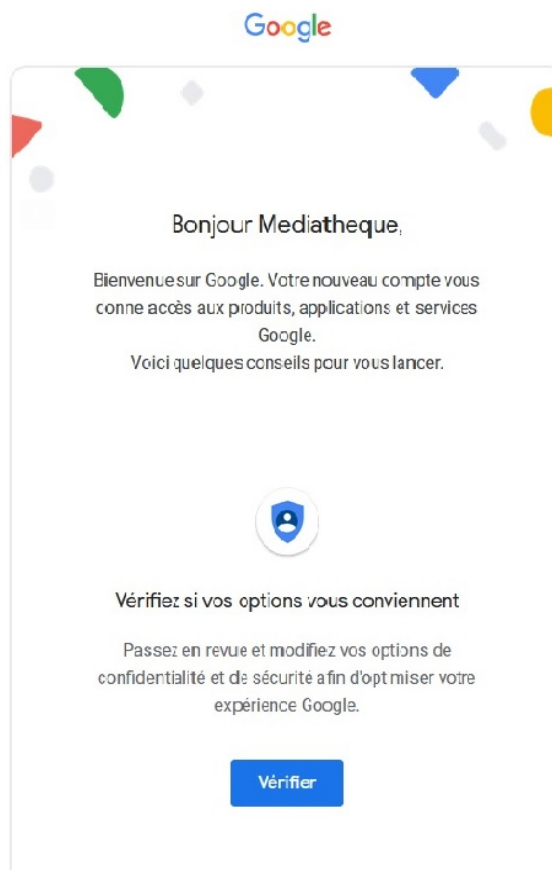 Google
Bonjour Mediatheque,
Bienvenue sur Google. Votre nouveau compte vous
conne accès aux produits, applications et services
Google.
Voici quelques conseils pour vous lancer.
Vérifiez si vos options vous conviennent
Passez en revue et modifiez vos options de
confidentialité et de sécurité afin d'opt miser votre
expérience Google.
Vérifier